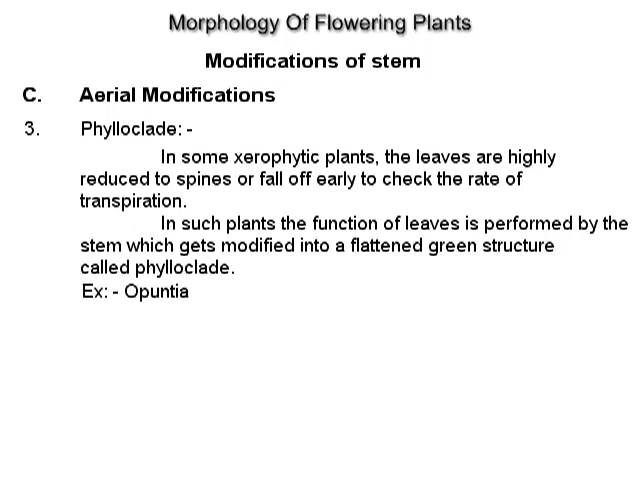 Morphology Of Flowering Plants
Modifications of stem
C. Aerial Modifications
3. Phylloclade: -
In some xerophytic plants, the leaves are highly
reduced to spines or fall off early to check the rate of
transpiration.
In such plants the function of leaves is performed by the
stem which gets modified into a flattened green structure
called phylloclade.
Ex: - Opuntia